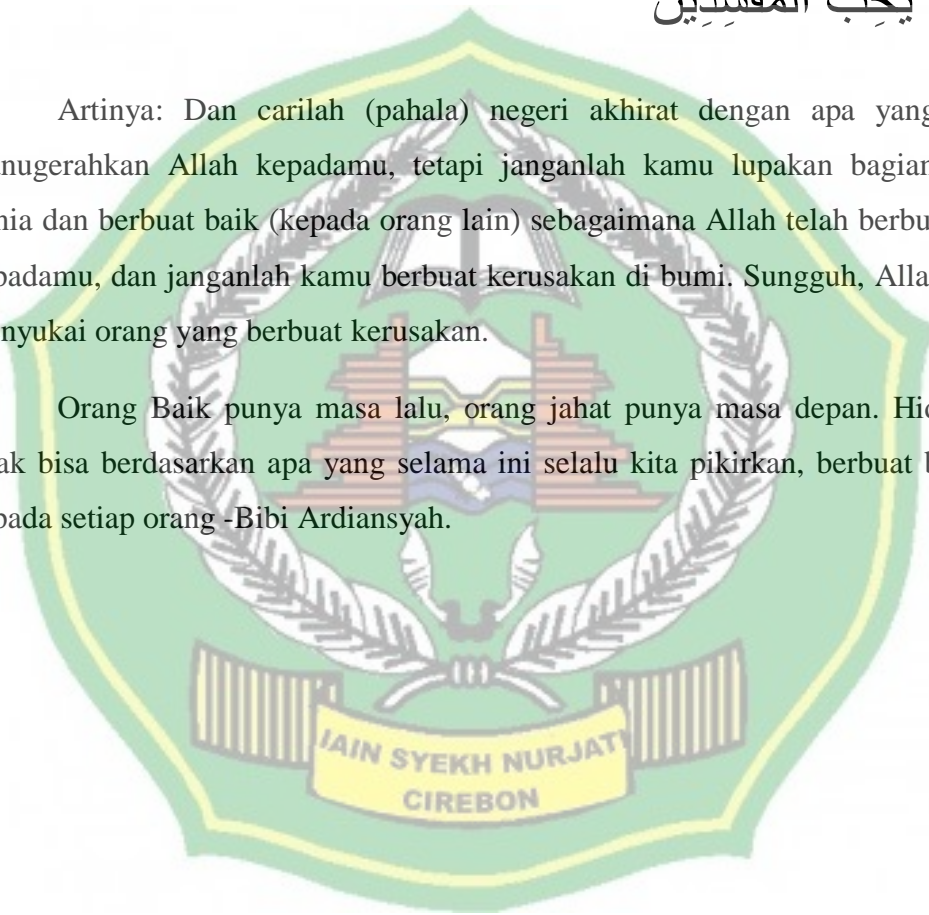 يُحِبُّ الْمُفْسِدِينَ
Artinya: Dan carilah (pahala) negeri akhirat dengan apa yang
nugerahkan Allah kepadamu, tetapi janganlah kamu lupakan bagian
nia dan berbuat baik (kepada orang lain) sebagaimana Allah telah berbu
padamu, dan janganlah kamu berbuat kerusakan di bumi. Sungguh, Alla
nyukai orang yang berbuat kerusakan.
Orang Baik punya masa lalu, orang jahat punya masa depan. Hid
ak bisa berdasarkan apa yang selama ini selalu kita pikirkan, berbuat b
pada setiap orang -Bibi Ardiansyah.
IAIN SYEKH NURJATI
CIREBON